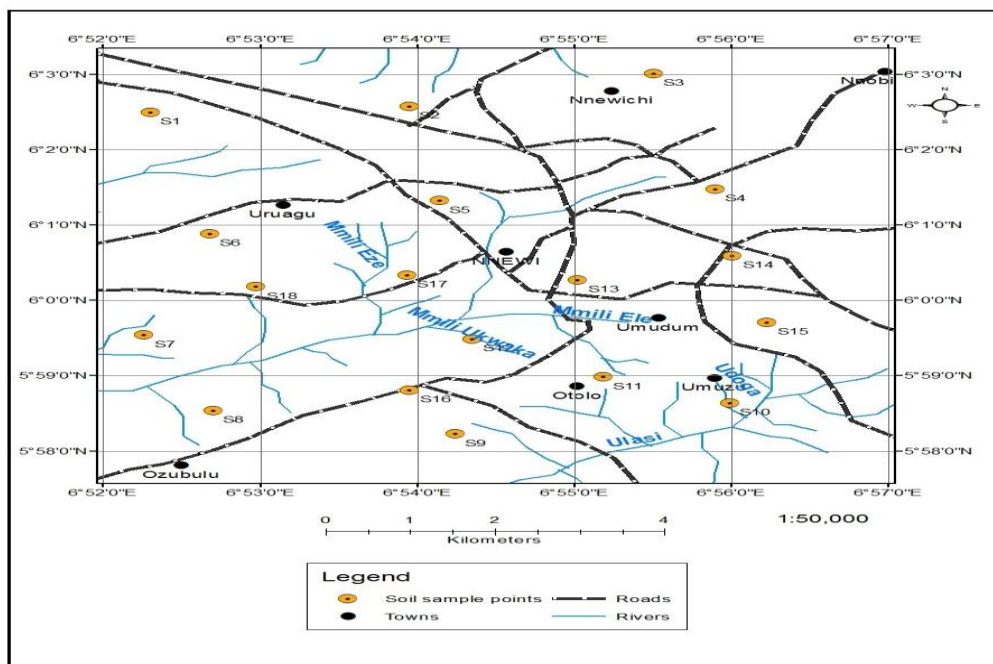 6°52'0"E 6°53'0"E 6°54'0"E 6°55'0"E 6°56'0"E 6°57'0"E
6°3'0"N S3 Nnobi 6°3'0"N
Nnewichi
N
W E
S
S1 S2
6°2'0"N 6°2'0"N
S4
S5
Uruagu
6°1'0"N 6°1'0"N
S6 Mmili Eze
NNEWI S14
S17 S13
S18
6°0'0"N 6°0'0"N
Mmili Ele
Umudum S15
Mmili Ukwaka
S7
5°59'0"N 5°59'0"N
S11 Umuzu Udoga
Otolo
S16 S10
S8
S9 Ulasi
5°58'0"N 5°58'0"N
Ozubulu
6°52'0"E 6°53'0"E 6°54'0"E 6°55'0"E 6°56'0"E 6°57'0"E
0 1 2 4 1:50,000
Kilometers
Legend
Soil sample points Roads
Towns Rivers